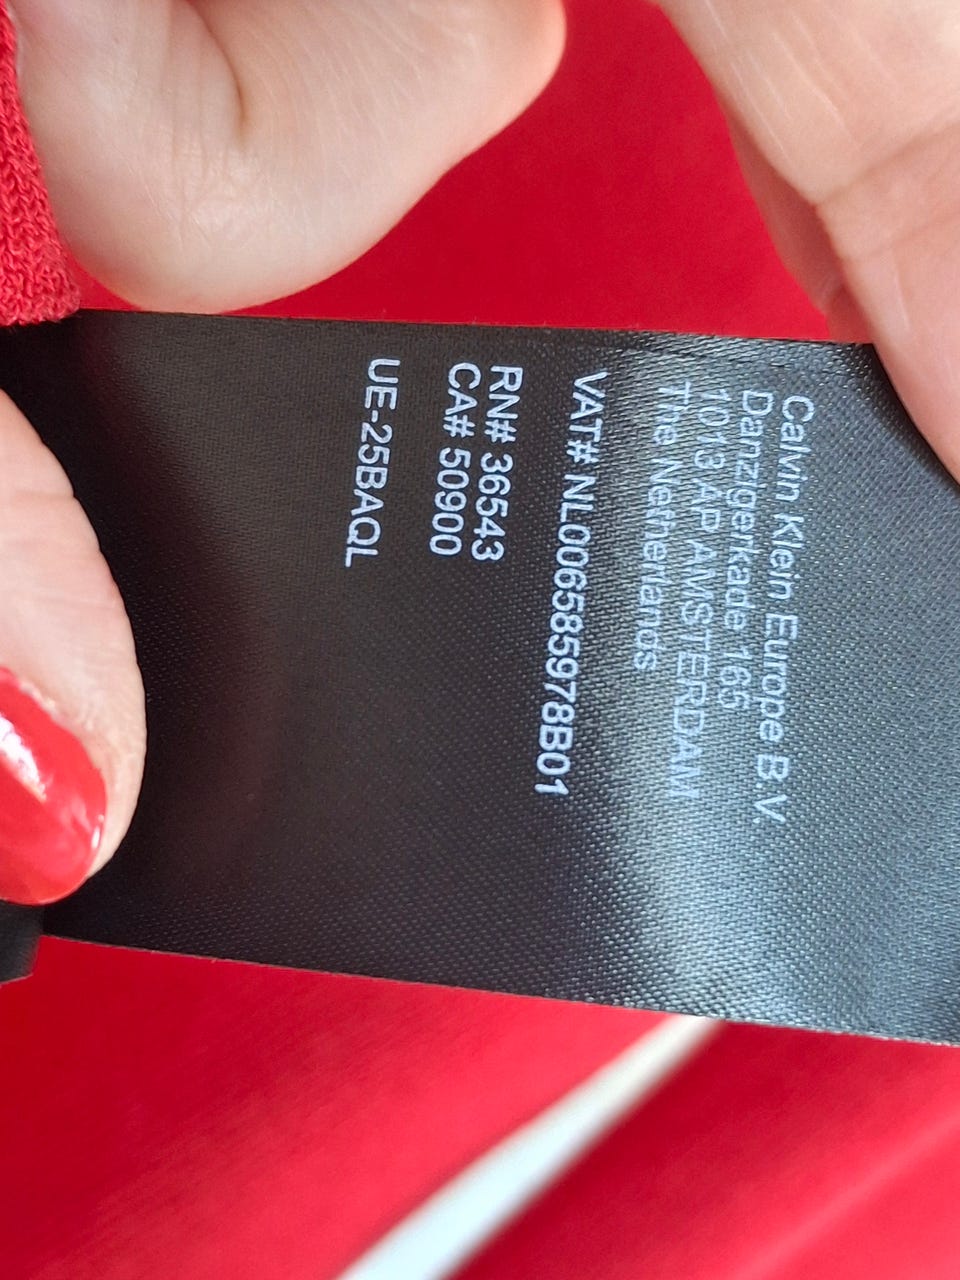 Calvin Klein Europe B.V
Danzigerkade 165
1013 AP AMSTERDAM
The Netherlands
VAT# NL006585978B01
RN# 36543
CA# 50900
UE-25BAQL